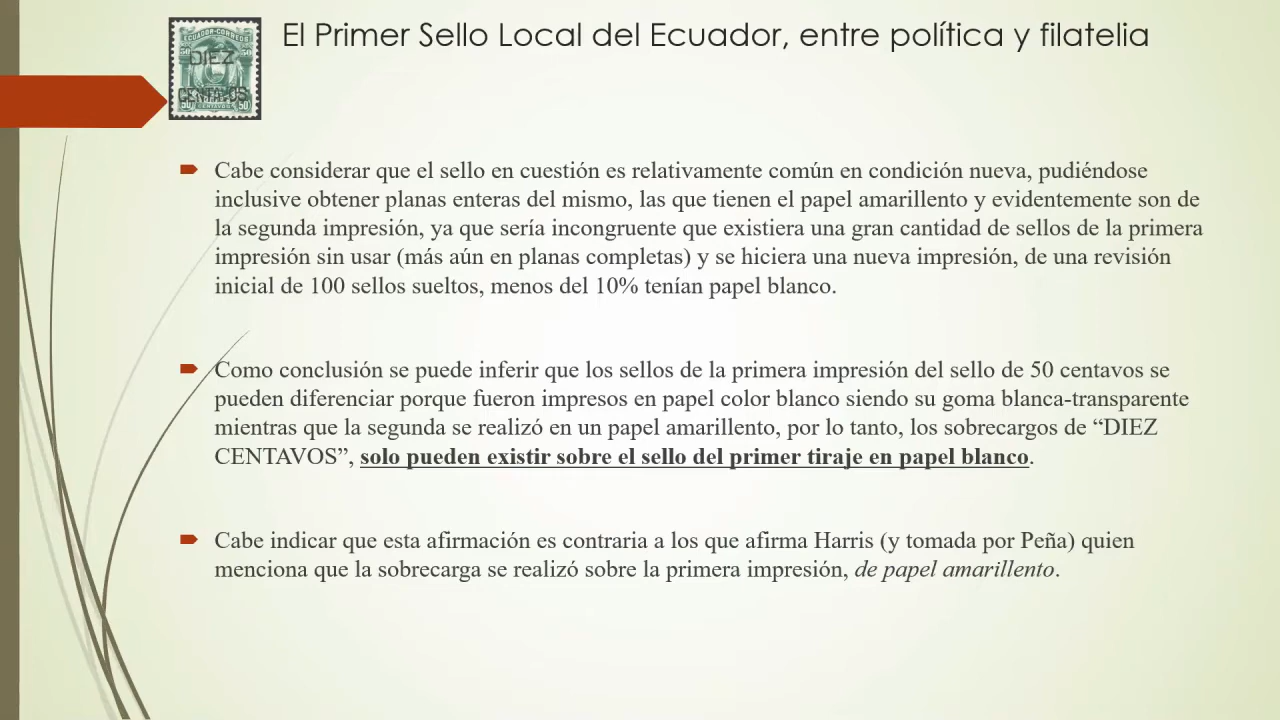 El Primer Sello Local del Ecuador, entre política y filatelia
ECUADOR-CORREOS
50 50
DIEZ
CENTAVOS
50 CENTAVOS 50
Cabe considerar que el sello en cuestión es relativamente común en condición nueva, pudiéndose
inclusive obtener planas enteras del mismo, las que tienen el papel amarillento y evidentemente son de
la segunda impresión, ya que sería incongruente que existiera una gran cantidad de sellos de la primera
impresión sin usar (más aún en planas completas) y se hiciera una nueva impresión, de una revisión
inicial de 100 sellos sueltos, menos del 10% tenían papel blanco.
Como conclusión se puede inferir que los sellos de la primera impresión del sello de 50 centavos se
pueden diferenciar porque fueron impresos en papel color blanco siendo su goma blanca-transparente
mientras que la segunda se realizó en un papel amarillento, por lo tanto, los sobrecargos de “DIEZ
CENTAVOS”, solo pueden existir sobre el sello del primer tiraje en papel blanco.
Cabe indicar que esta afirmación es contraria a los que afirma Harris (y tomada por Peña) quien
menciona que la sobrecarga se realizó sobre la primera impresión, de papel amarillento.